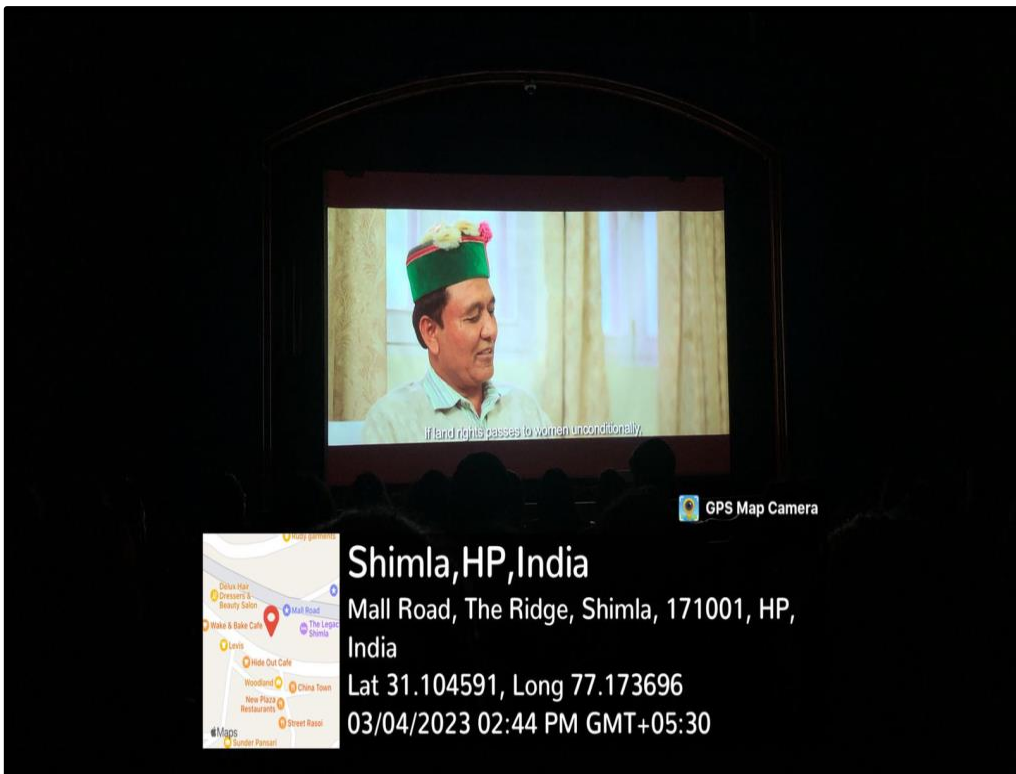 If land rights passes to women unconditionally,
GPS Map Camera
Rudy garments
Delux Hair
Dressers &
Beauty Salon
Mall Road
Wake & Bake Cafe
The Legac
Shimla
Levis
Hide Out Cafe
Woodland
China Town
New Plaza
Restaurants
Street Rasoi
Maps
Sunder Pansari
Shimla,HP,India
Mall Road, The Ridge, Shimla, 171001, HP,
India
Lat 31.104591, Long 77.173696
03/04/2023 02:44 PM GMT+05:30